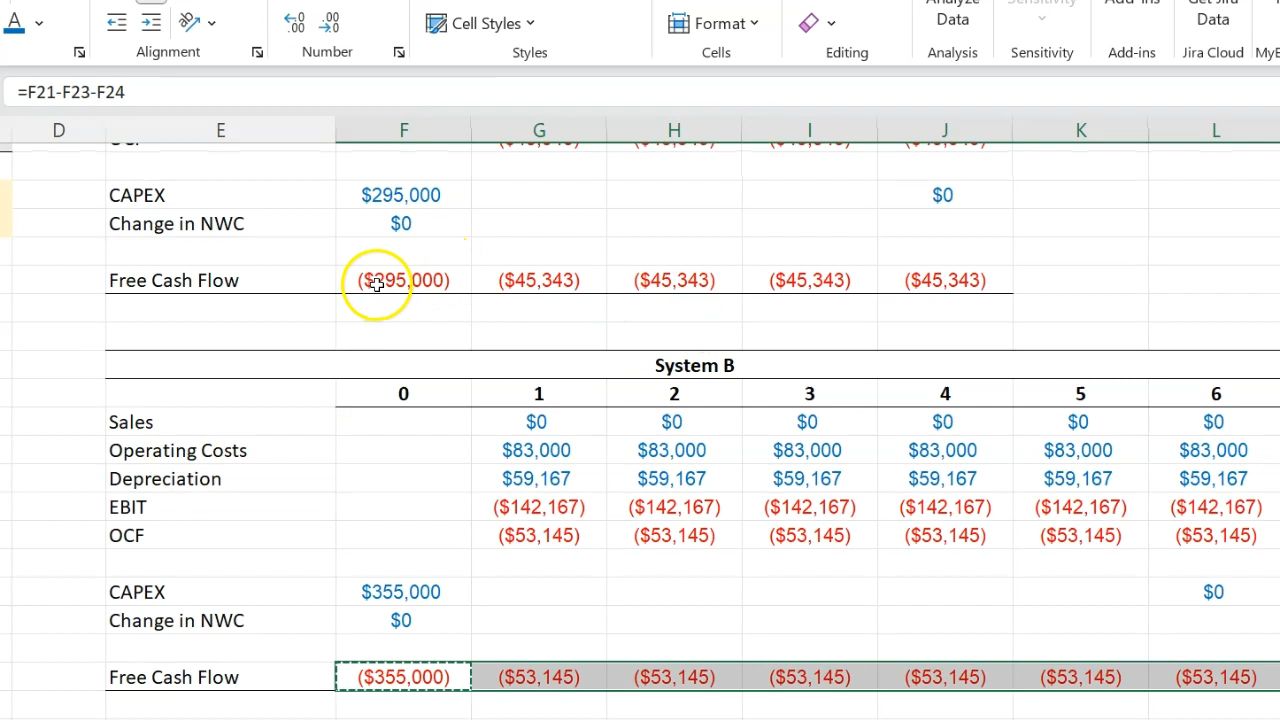 Analyze Data
Add-ins
Get Jira Data
Sensitivity
A
.00
.00
Cell Styles
Format
Alignment
Number
Styles
Cells
Editing
Analysis
Sensitivity
Add-ins
Jira Cloud
=F21-F23-F24
D E F G H I J K L
CAPEX $295,000 $0
Change in NWC $0
Free Cash Flow ($295,000) ($45,343) ($45,343) ($45,343) ($45,343)
System B
0 1 2 3 4 5 6
Sales $0 $0 $0 $0 $0 $0
Operating Costs $83,000 $83,000 $83,000 $83,000 $83,000 $83,000
Depreciation $59,167 $59,167 $59,167 $59,167 $59,167 $59,167
EBIT ($142,167) ($142,167) ($142,167) ($142,167) ($142,167) ($142,167)
OCF ($53,145) ($53,145) ($53,145) ($53,145) ($53,145) ($53,145)
CAPEX $355,000 $0
Change in NWC $0
Free Cash Flow ($355,000) ($53,145) ($53,145) ($53,145) ($53,145) ($53,145) ($53,145)